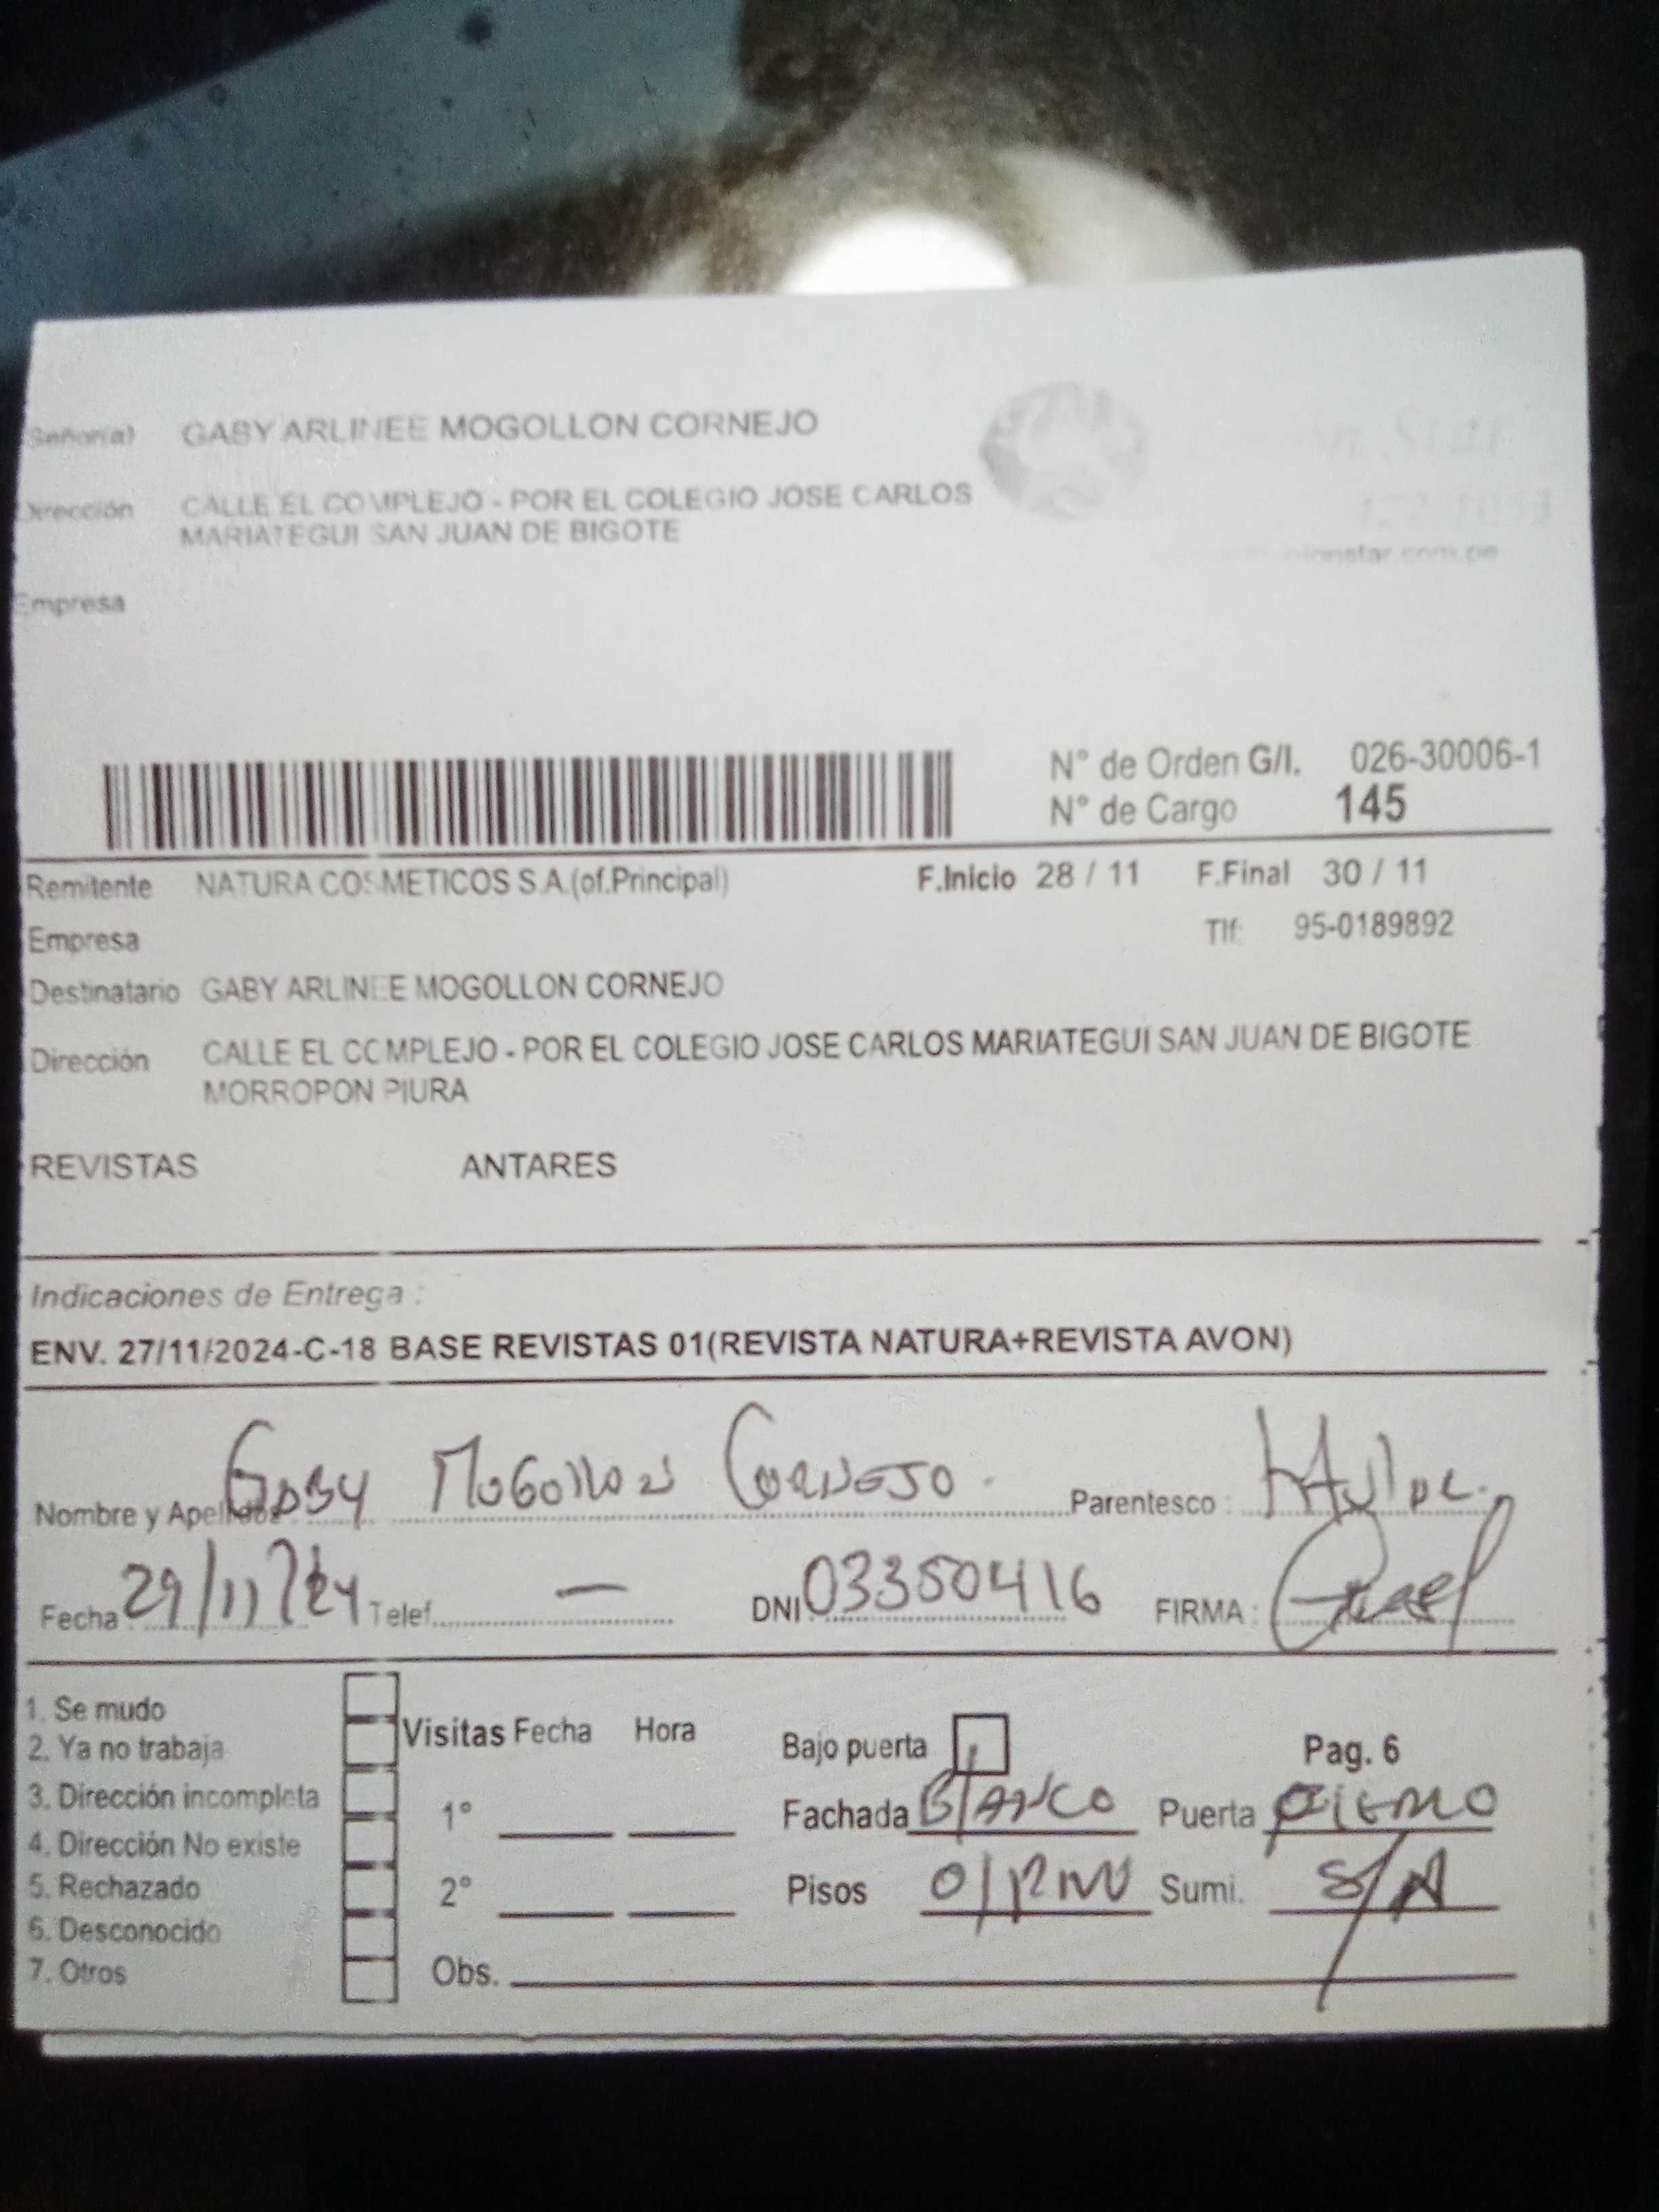 Señor(a) GABY ARLINEE MOGOLLON CORNEJO
Dirección CALLE EL COMPLEJO - POR EL COLEGIO JOSE CARLOS
MARIATEGUI SAN JUAN DE BIGOTE
Empresa
N° de Orden G/I. 026-30006-1
N° de Cargo 145
Remitente NATURA COSMETICOS S.A.(of.Principal) F.Inicio 28 / 11 F.Final 30 / 11
Empresa Tlf: 95-0189892
Destinatario GABY ARLINEE MOGOLLON CORNEJO
Dirección CALLE EL COMPLEJO - POR EL COLEGIO JOSE CARLOS MARIATEGUI SAN JUAN DE BIGOTE
MORROPON PIURA
REVISTAS ANTARES
Indicaciones de Entrega :
ENV. 27/11/2024-C-18 BASE REVISTAS 01(REVISTA NATURA+REVISTA AVON)
Nombre y Apellidos: Gaby Mogollon Cornejo Parentesco :
Fecha: 29/11/24 Telef. — DNI 03350416 FIRMA :
1. Se mudo
2. Ya no trabaja
3. Dirección incompleta
4. Dirección No existe
5. Rechazado
6. Desconocido
7. Otros
Visitas Fecha Hora
1°
2°
Obs.
Bajo puerta Pag. 6
Fachada Blanco Puerta
Pisos Sumi. S/N